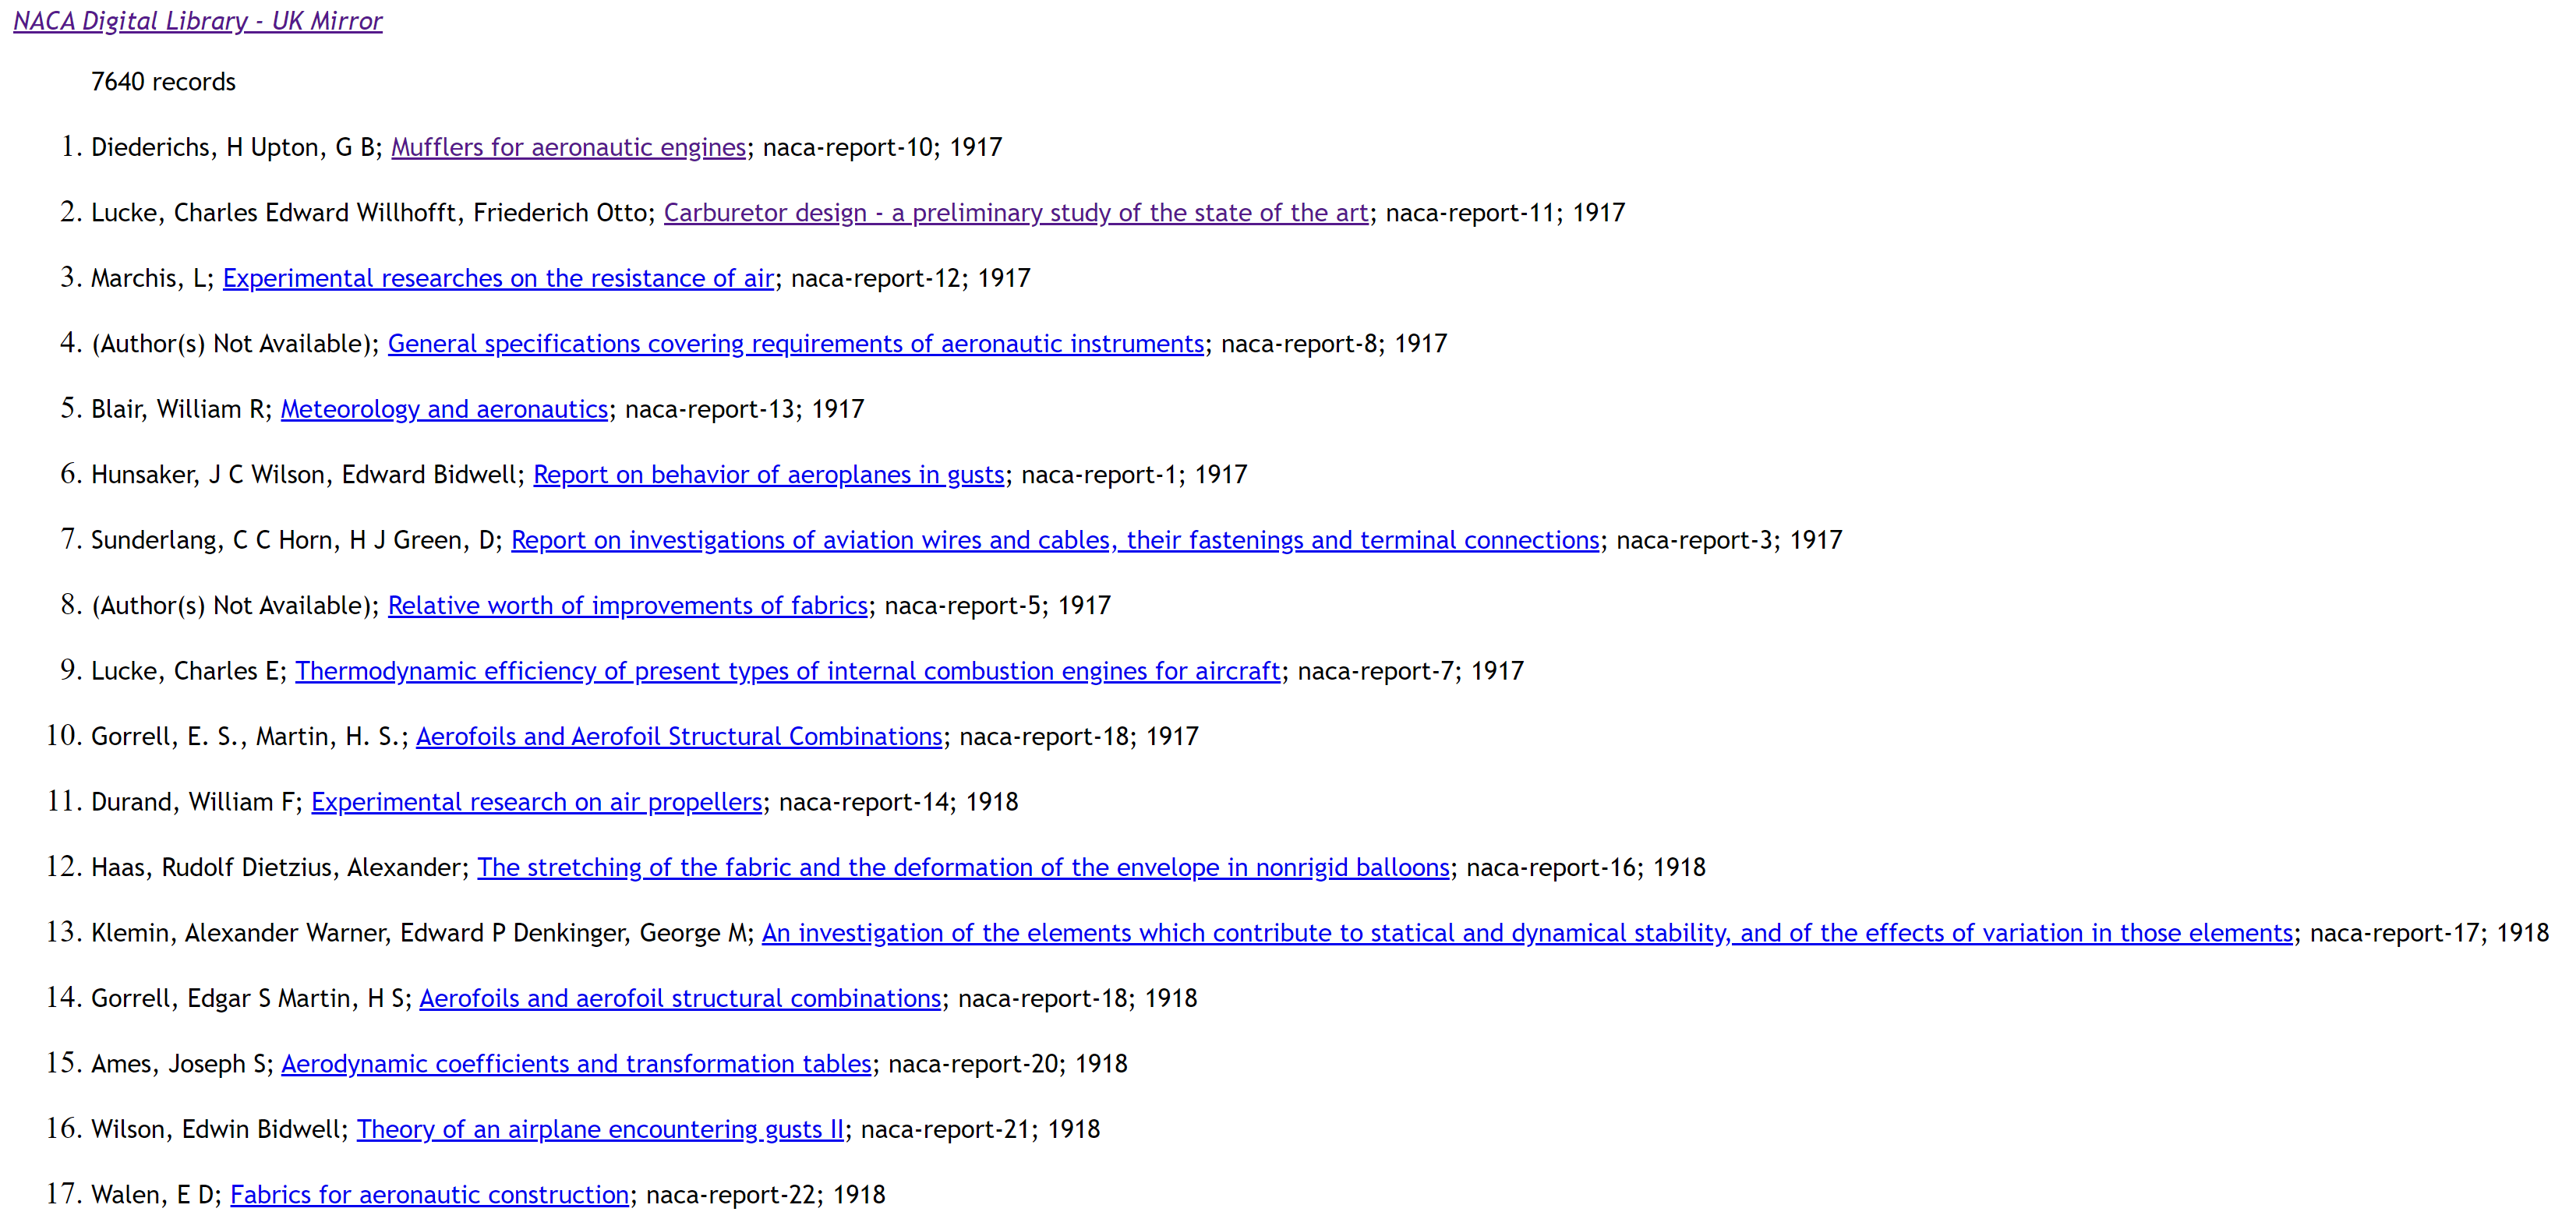 NACA Digital Library - UK Mirror
7640 records
1. Diederichs, H Upton, G B; Mufflers for aeronautic engines; naca-report-10; 1917
2. Lucke, Charles Edward Willhofft, Friederich Otto; Carburetor design - a preliminary study of the state of the art; naca-report-11; 1917
3. Marchis, L; Experimental researches on the resistance of air; naca-report-12; 1917
4. (Author(s) Not Available); General specifications covering requirements of aeronautic instruments; naca-report-8; 1917
5. Blair, William R; Meteorology and aeronautics; naca-report-13; 1917
6. Hunsaker, J C Wilson, Edward Bidwell; Report on behavior of aeroplanes in gusts; naca-report-1; 1917
7. Sunderlang, C C Horn, H J Green, D; Report on investigations of aviation wires and cables, their fastenings and terminal connections; naca-report-3; 1917
8. (Author(s) Not Available); Relative worth of improvements of fabrics; naca-report-5; 1917
9. Lucke, Charles E; Thermodynamic efficiency of present types of internal combustion engines for aircraft; naca-report-7; 1917
10. Gorrell, E. S., Martin, H. S.; Aerofoils and Aerofoil Structural Combinations; naca-report-18; 1917
11. Durand, William F; Experimental research on air propellers; naca-report-14; 1918
12. Haas, Rudolf Dietzius, Alexander; The stretching of the fabric and the deformation of the envelope in nonrigid balloons; naca-report-16; 1918
13. Klemin, Alexander Warner, Edward P Denkinger, George M; An investigation of the elements which contribute to statical and dynamical stability, and of the effects of variation in those elements; naca-report-17; 1918
14. Gorrell, Edgar S Martin, H S; Aerofoils and aerofoil structural combinations; naca-report-18; 1918
15. Ames, Joseph S; Aerodynamic coefficients and transformation tables; naca-report-20; 1918
16. Wilson, Edwin Bidwell; Theory of an airplane encountering gusts II; naca-report-21; 1918
17. Walen, E D; Fabrics for aeronautic construction; naca-report-22; 1918